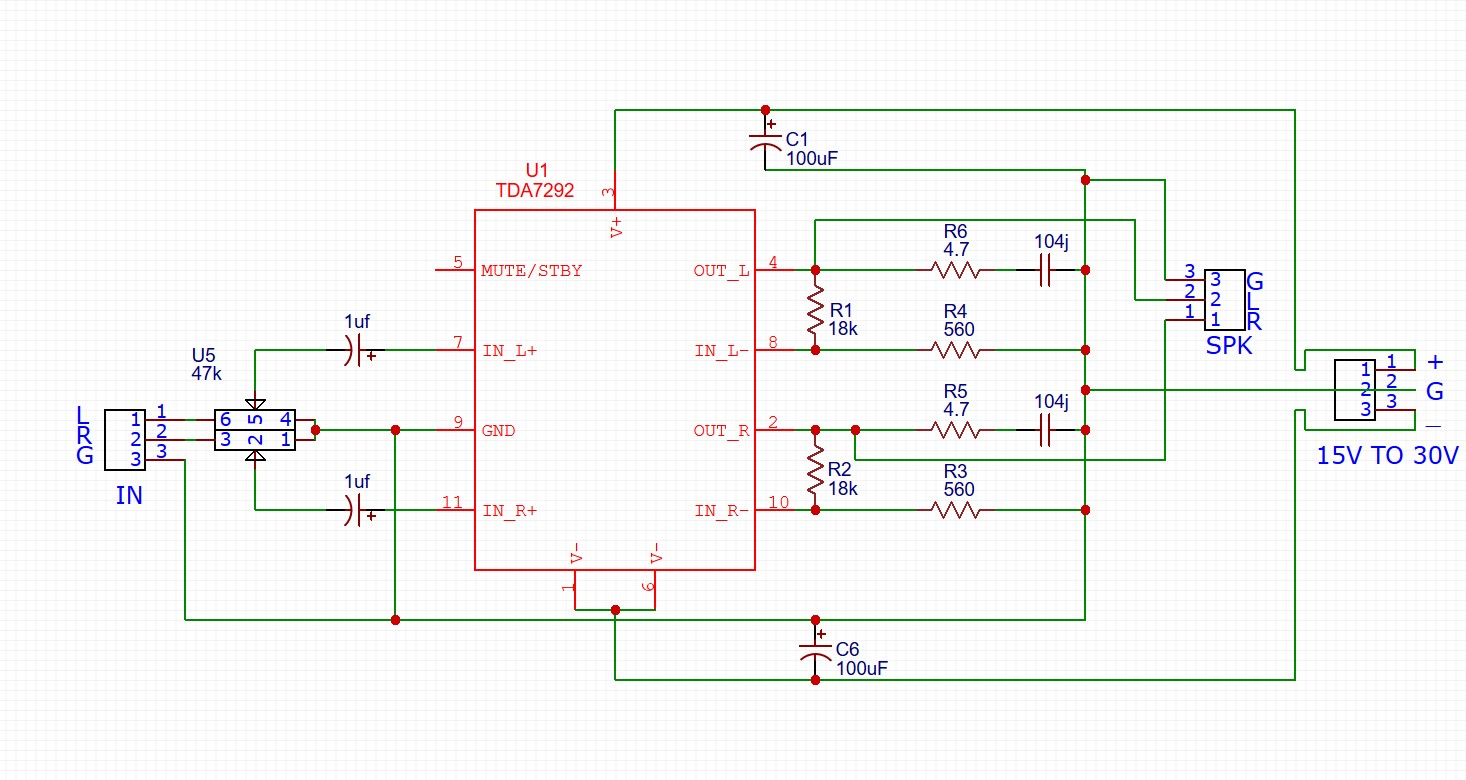 C1
100uF
U1
TDA7292
3
V+
5
MUTE/STBY
OUT_L
4
R6
4.7
104j
R1
18k
1uf
7
IN_L+
IN_L-
8
R4
560
3
3
G
2
2
L
1
1
R
SPK
U5
47k
1
1
+
2
2
G
3
3
_
15V TO 30V
L
1
1
R
2
2
G
3
3
IN
6
5
4
3
2
1
9
GND
OUT_R
2
R5
4.7
104j
R2
18k
1uf
11
IN_R+
IN_R-
10
R3
560
V-
V-
1
6
+
C6
100uF
+
+
+